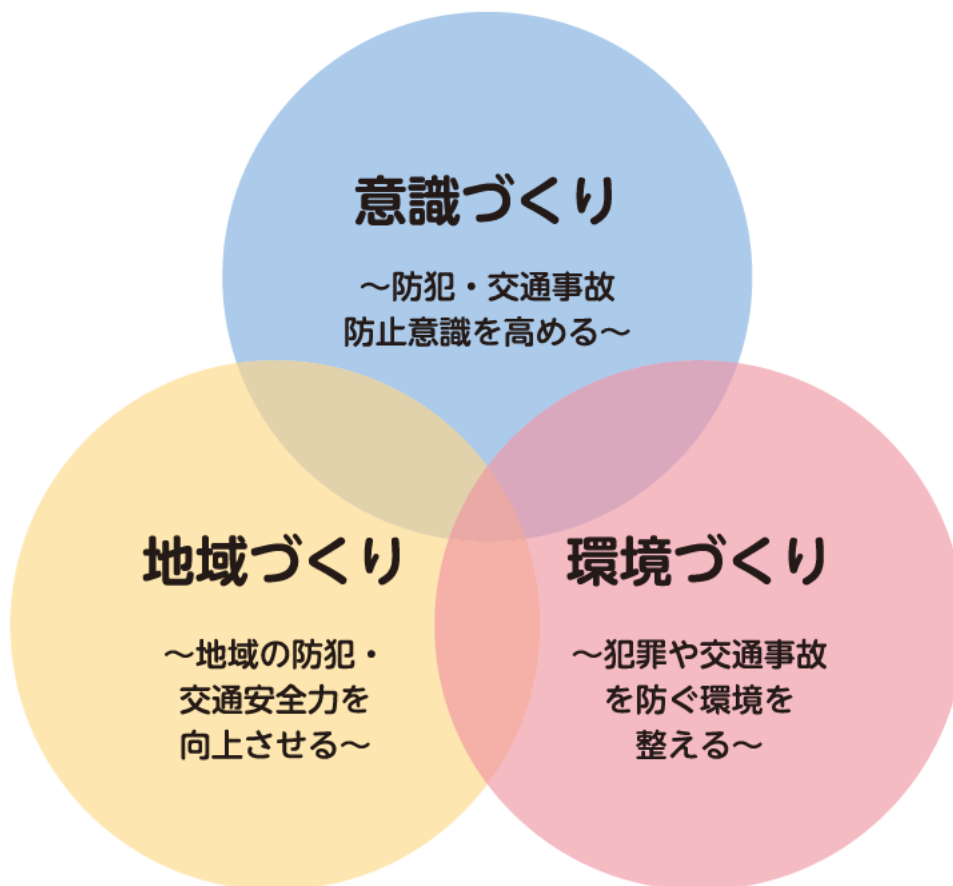 意識づくり
～防犯・交通事故
防止意識を高める～
地域づくり
～地域の防犯・
交通安全力を
向上させる～
環境づくり
～犯罪や交通事故
を防ぐ環境を
整える～